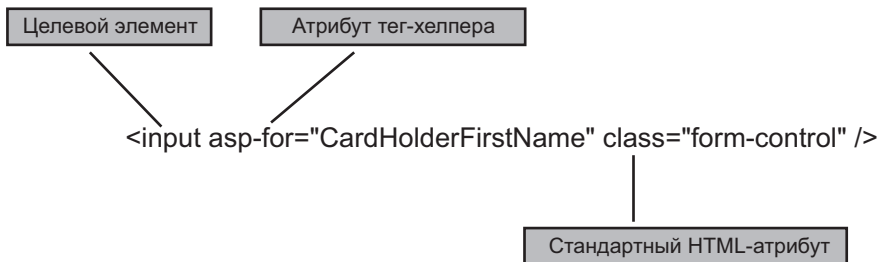 Целевой элемент
Атрибут тег-хелпера
<input asp-for="CardHolderFirstName" class="form-control" />
Стандартный HTML-атрибут